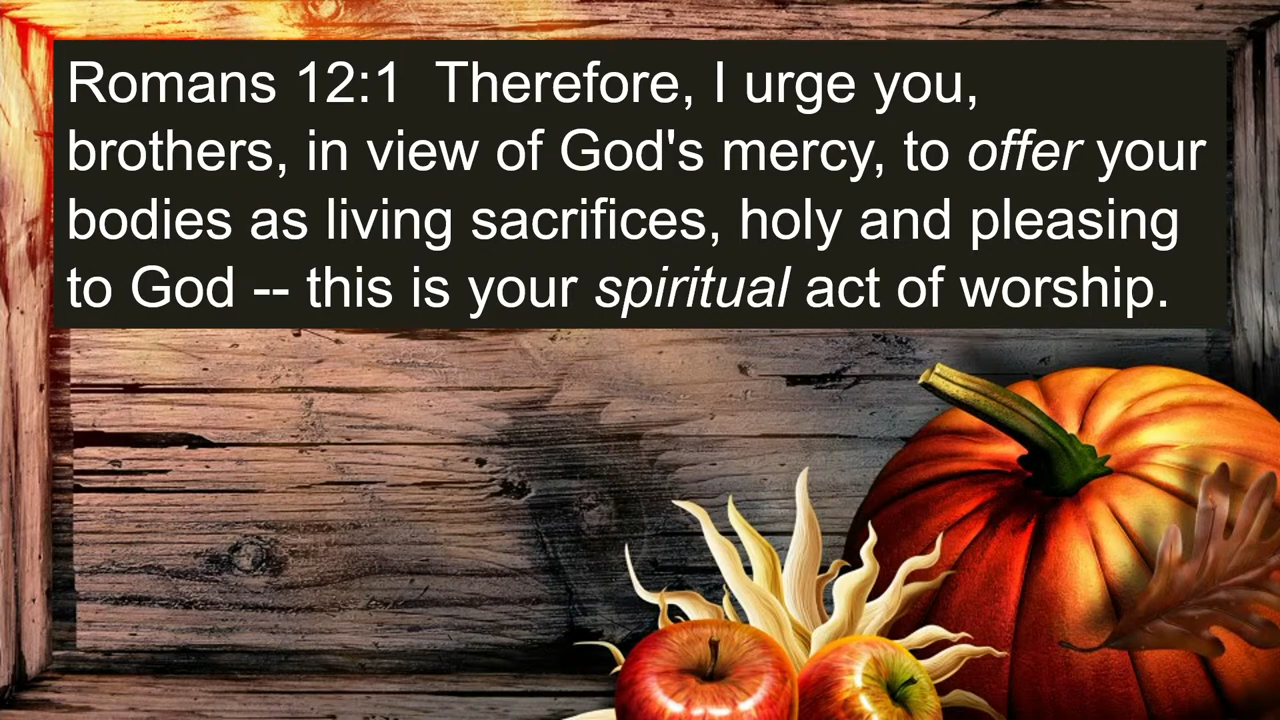 Romans 12:1  Therefore, I urge you,
brothers, in view of God's mercy, to offer your
bodies as living sacrifices, holy and pleasing
to God -- this is your spiritual act of worship.